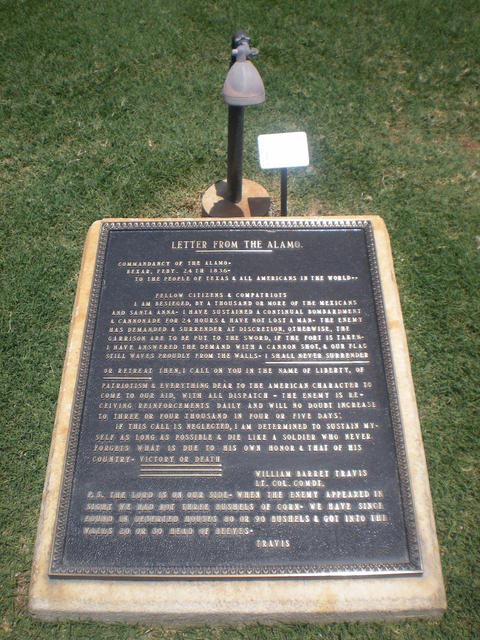 LETTER FROM THE ALAMO.
COMMANDANCY OF THE ALAMO-
BEXAR, FEBY. 24TH 1836-
TO THE PEOPLE OF TEXAS & ALL AMERICANS IN THE WORLD--
FELLOW CITIZENS & COMPATRIOTS
I AM BESIEGED, BY A THOUSAND OR MORE OF THE MEXICANS
AND SANTA ANNA- I HAVE SUSTAINED A CONTINUAL BOMBARDMENT
& CANNONADE FOR 24 HOURS & HAVE NOT LOST A MAN- THE ENEMY
HAS DEMANDED A SURRENDER AT DISCRETION, OTHERWISE, THE
GARRISON ARE TO BE PUT TO THE SWORD, IF THE FORT IS TAKEN-
I HAVE ANSWERED THE DEMAND WITH A CANNON SHOT, & OUR FLAG
STILL WAVES PROUDLY FROM THE WALLS- I SHALL NEVER SURRENDER
OR RETREAT THEN, I CALL ON YOU IN THE NAME OF LIBERTY, OF
PATRIOTISM & EVERYTHING DEAR TO THE AMERICAN CHARACTER TO
COME TO OUR AID, WITH ALL DISPATCH - THE ENEMY IS RE-
CEIVING REINFORCEMENTS DAILY AND WILL NO DOUBT INCREASE
TO THREE OR FOUR THOUSAND IN FOUR OR FIVE DAYS.
IF THIS CALL IS NEGLECTED, I AM DETERMINED TO SUSTAIN MY-
SELF AS LONG AS POSSIBLE & DIE LIKE A SOLDIER WHO NEVER
FORGETS WHAT IS DUE TO HIS OWN HONOR & THAT OF HIS
COUNTRY- VICTORY OR DEATH
WILLIAM BARRET TRAVIS
LT. COL. COMDT.
P.S. THE LORD IS ON OUR SIDE- WHEN THE ENEMY APPEARED IN
SIGHT WE HAD NOT THREE BUSHELS OF CORN- WE HAVE SINCE
FOUND IN DESERTED HOUSES 80 OR 90 BUSHELS & GOT INTO THE
WALLS 20 OR 30 HEAD OF BEEVES-
TRAVIS